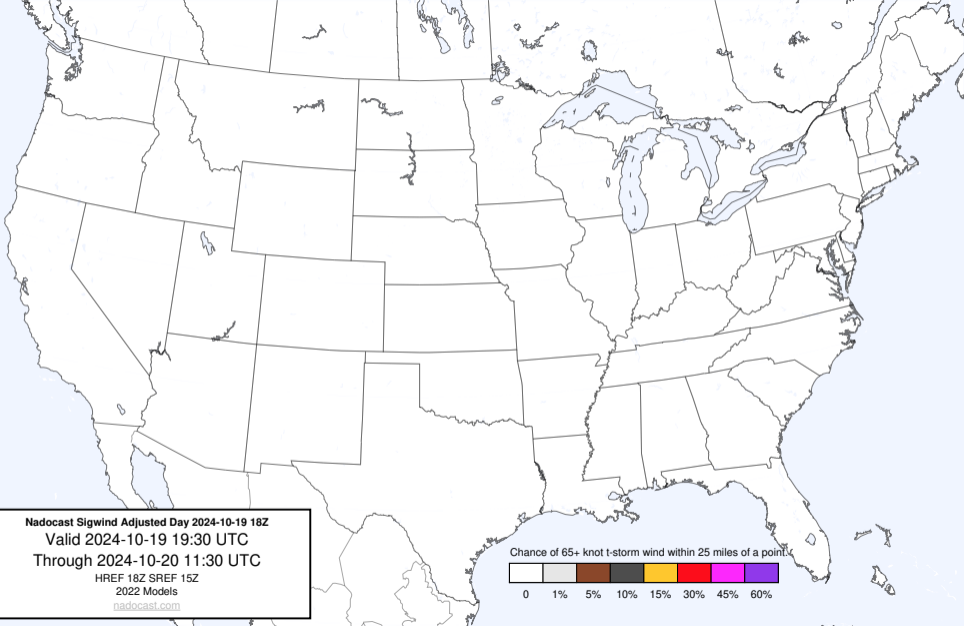 Nadocast Sigwind Adjusted Day 2024-10-19 18Z
Valid 2024-10-19 19:30 UTC
Through 2024-10-20 11:30 UTC
HREF 18Z SREF 15Z
2022 Models
nadocast.com
Chance of 65+ knot t-storm wind within 25 miles of a point.
0 1% 5% 10% 15% 30% 45% 60%